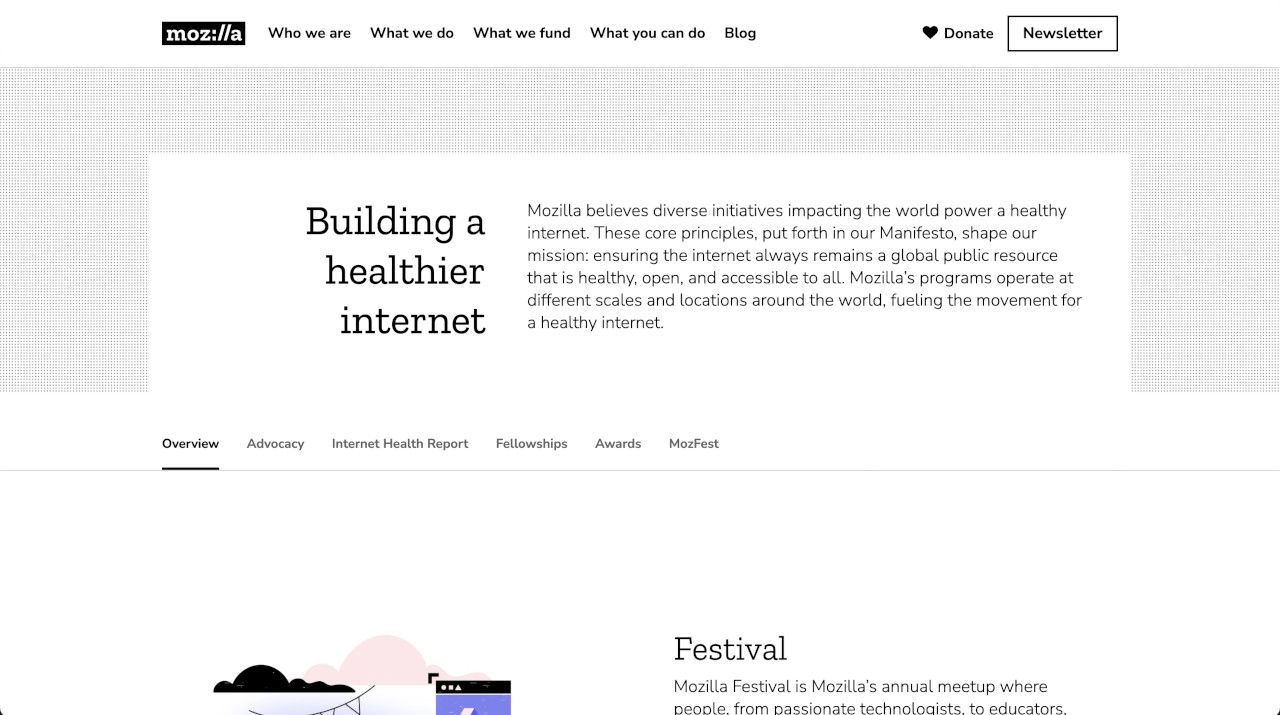 moz://a
Who we are
What we do
What we fund
What you can do
Blog
Donate
Newsletter
Building a
healthier
internet
Mozilla believes diverse initiatives impacting the world power a healthy
internet. These core principles, put forth in our Manifesto, shape our
mission: ensuring the internet always remains a global public resource
that is healthy, open, and accessible to all. Mozilla's programs operate at
different scales and locations around the world, fueling the movement for
a healthy internet.
Overview
Advocacy
Internet Health Report
Fellowships
Awards
MozFest
Festival
Mozilla Festival is Mozilla's annual meetup where
people, from passionate technologists, to educators,